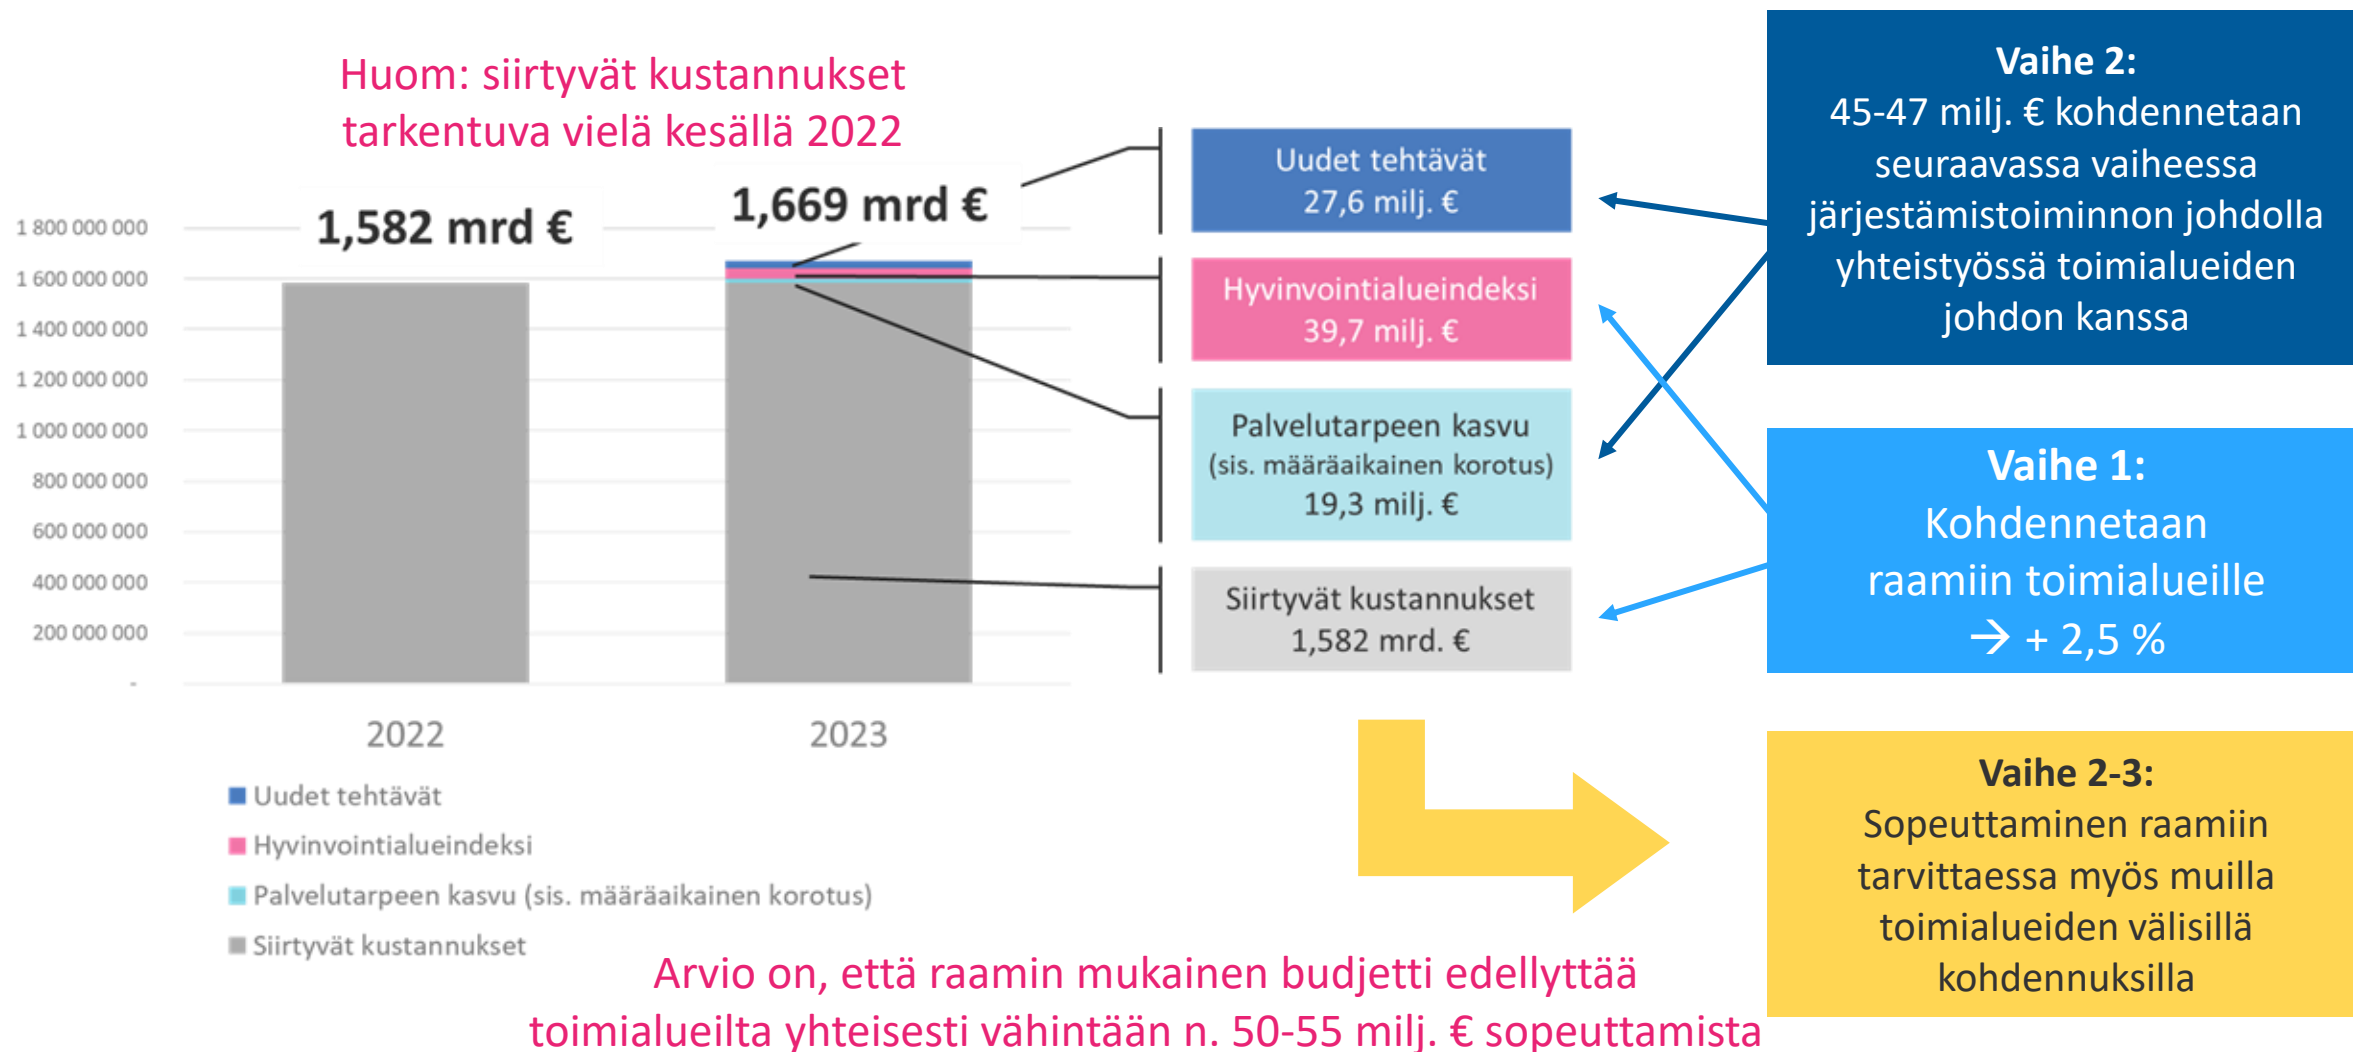 Huom: siirtyvät kustannukset
tarkentuva vielä kesällä 2022
1,582 mrd €
1,669 mrd €
1 800 000 000
1 600 000 000
1 400 000 000
1 200 000 000
1 000 000 000
800 000 000
600 000 000
400 000 000
200 000 000
-
2022
2023
Uudet tehtävät
Hyvinvointialueindeksi
Palvelutarpeen kasvu (sis. määräaikainen korotus)
Siirtyvät kustannukset
Uudet tehtävät
27,6 milj. €
Hyvinvointialueindeksi
39,7 milj. €
Palvelutarpeen kasvu
(sis. määräaikainen korotus)
19,3 milj. €
Siirtyvät kustannukset
1,582 mrd. €
Vaihe 2:
45-47 milj. € kohdennetaan
seuraavassa vaiheessa
järjestämistoiminnon johdolla
yhteistyössä toimialueiden
johdon kanssa
Vaihe 1:
Kohdennetaan
raamiin toimialueille
→ + 2,5 %
Vaihe 2-3:
Sopeuttaminen raamiin
tarvittaessa myös muilla
toimialueiden välisillä
kohdennuksilla
Arvio on, että raamin mukainen budjetti edellyttää
toimialueilta yhteisesti vähintään n. 50-55 milj. € sopeuttamista